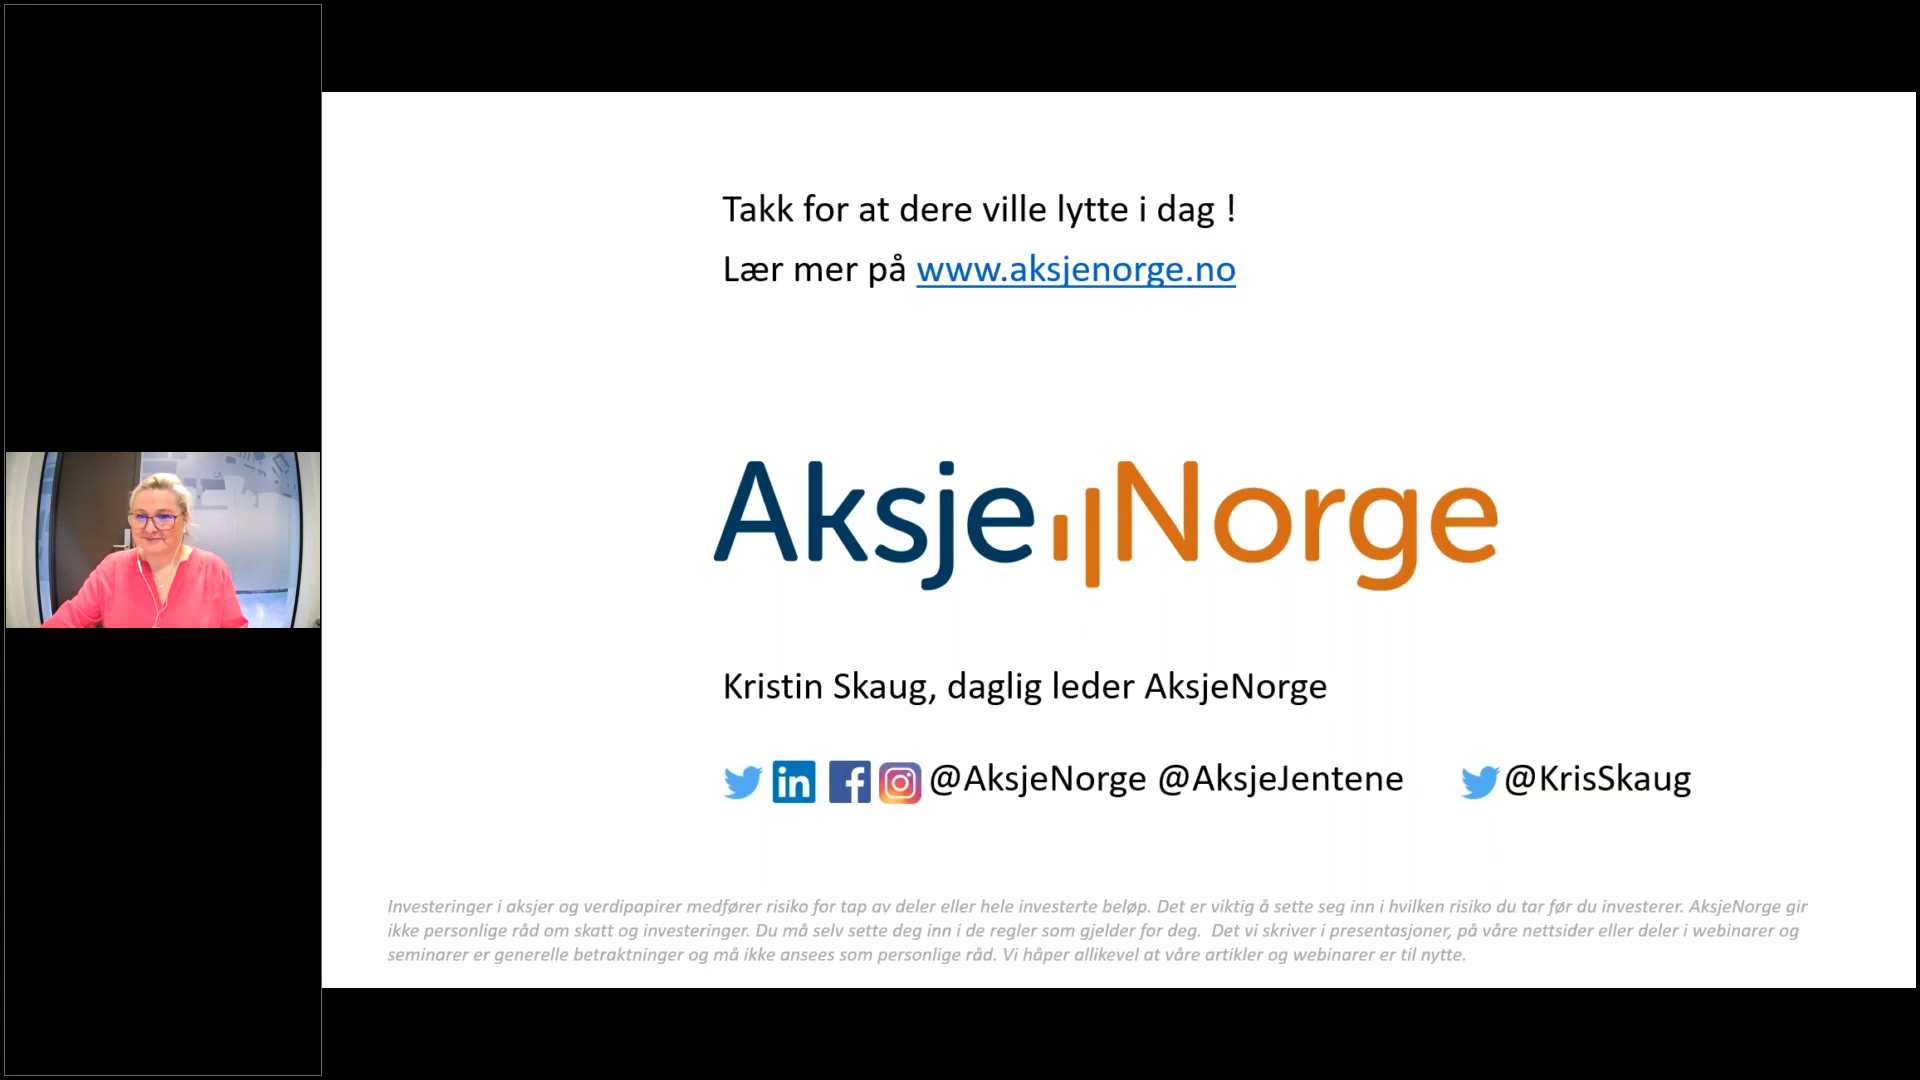 Takk for at dere ville lytte i dag !
Lær mer på www.aksjenorge.no
AksjeNorge
Kristin Skaug, daglig leder AksjeNorge
in f @AksjeNorge @AksjeJentene @KrisSkaug
Investeringer i aksjer og verdipapirer medfører risiko for tap av deler eller hele investerte beløp. Det er viktig å sette seg inn i hvilken risiko du tar før du investerer. AksjeNorge gir
ikke personlige råd om skatt og investeringer. Du må selv sette deg inn i de regler som gjelder for deg.  Det vi skriver i presentasjoner, på våre nettsider eller deler i webinarer og
seminarer er generelle betraktninger og må ikke ansees som personlige råd. Vi håper allikevel at våre artikler og webinarer er til nytte.